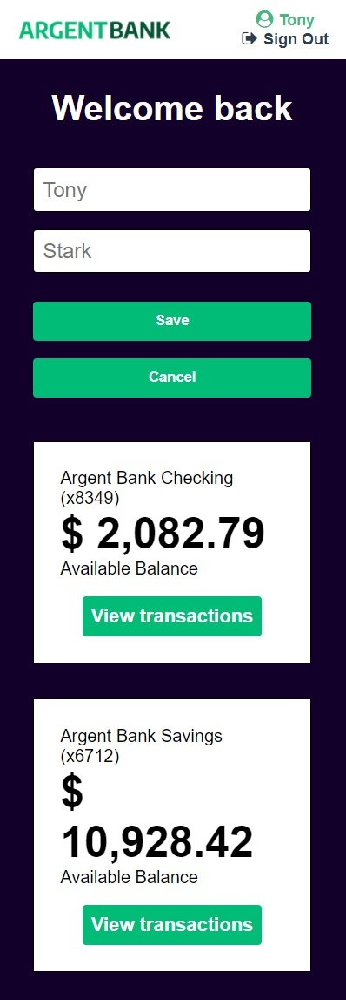 ARGENTBANK
Tony
Sign Out
Welcome back
Tony
Stark
Save
Cancel
Argent Bank Checking
(x8349)
$ 2,082.79
Available Balance
View transactions
Argent Bank Savings
(x6712)
$
10,928.42
Available Balance
View transactions